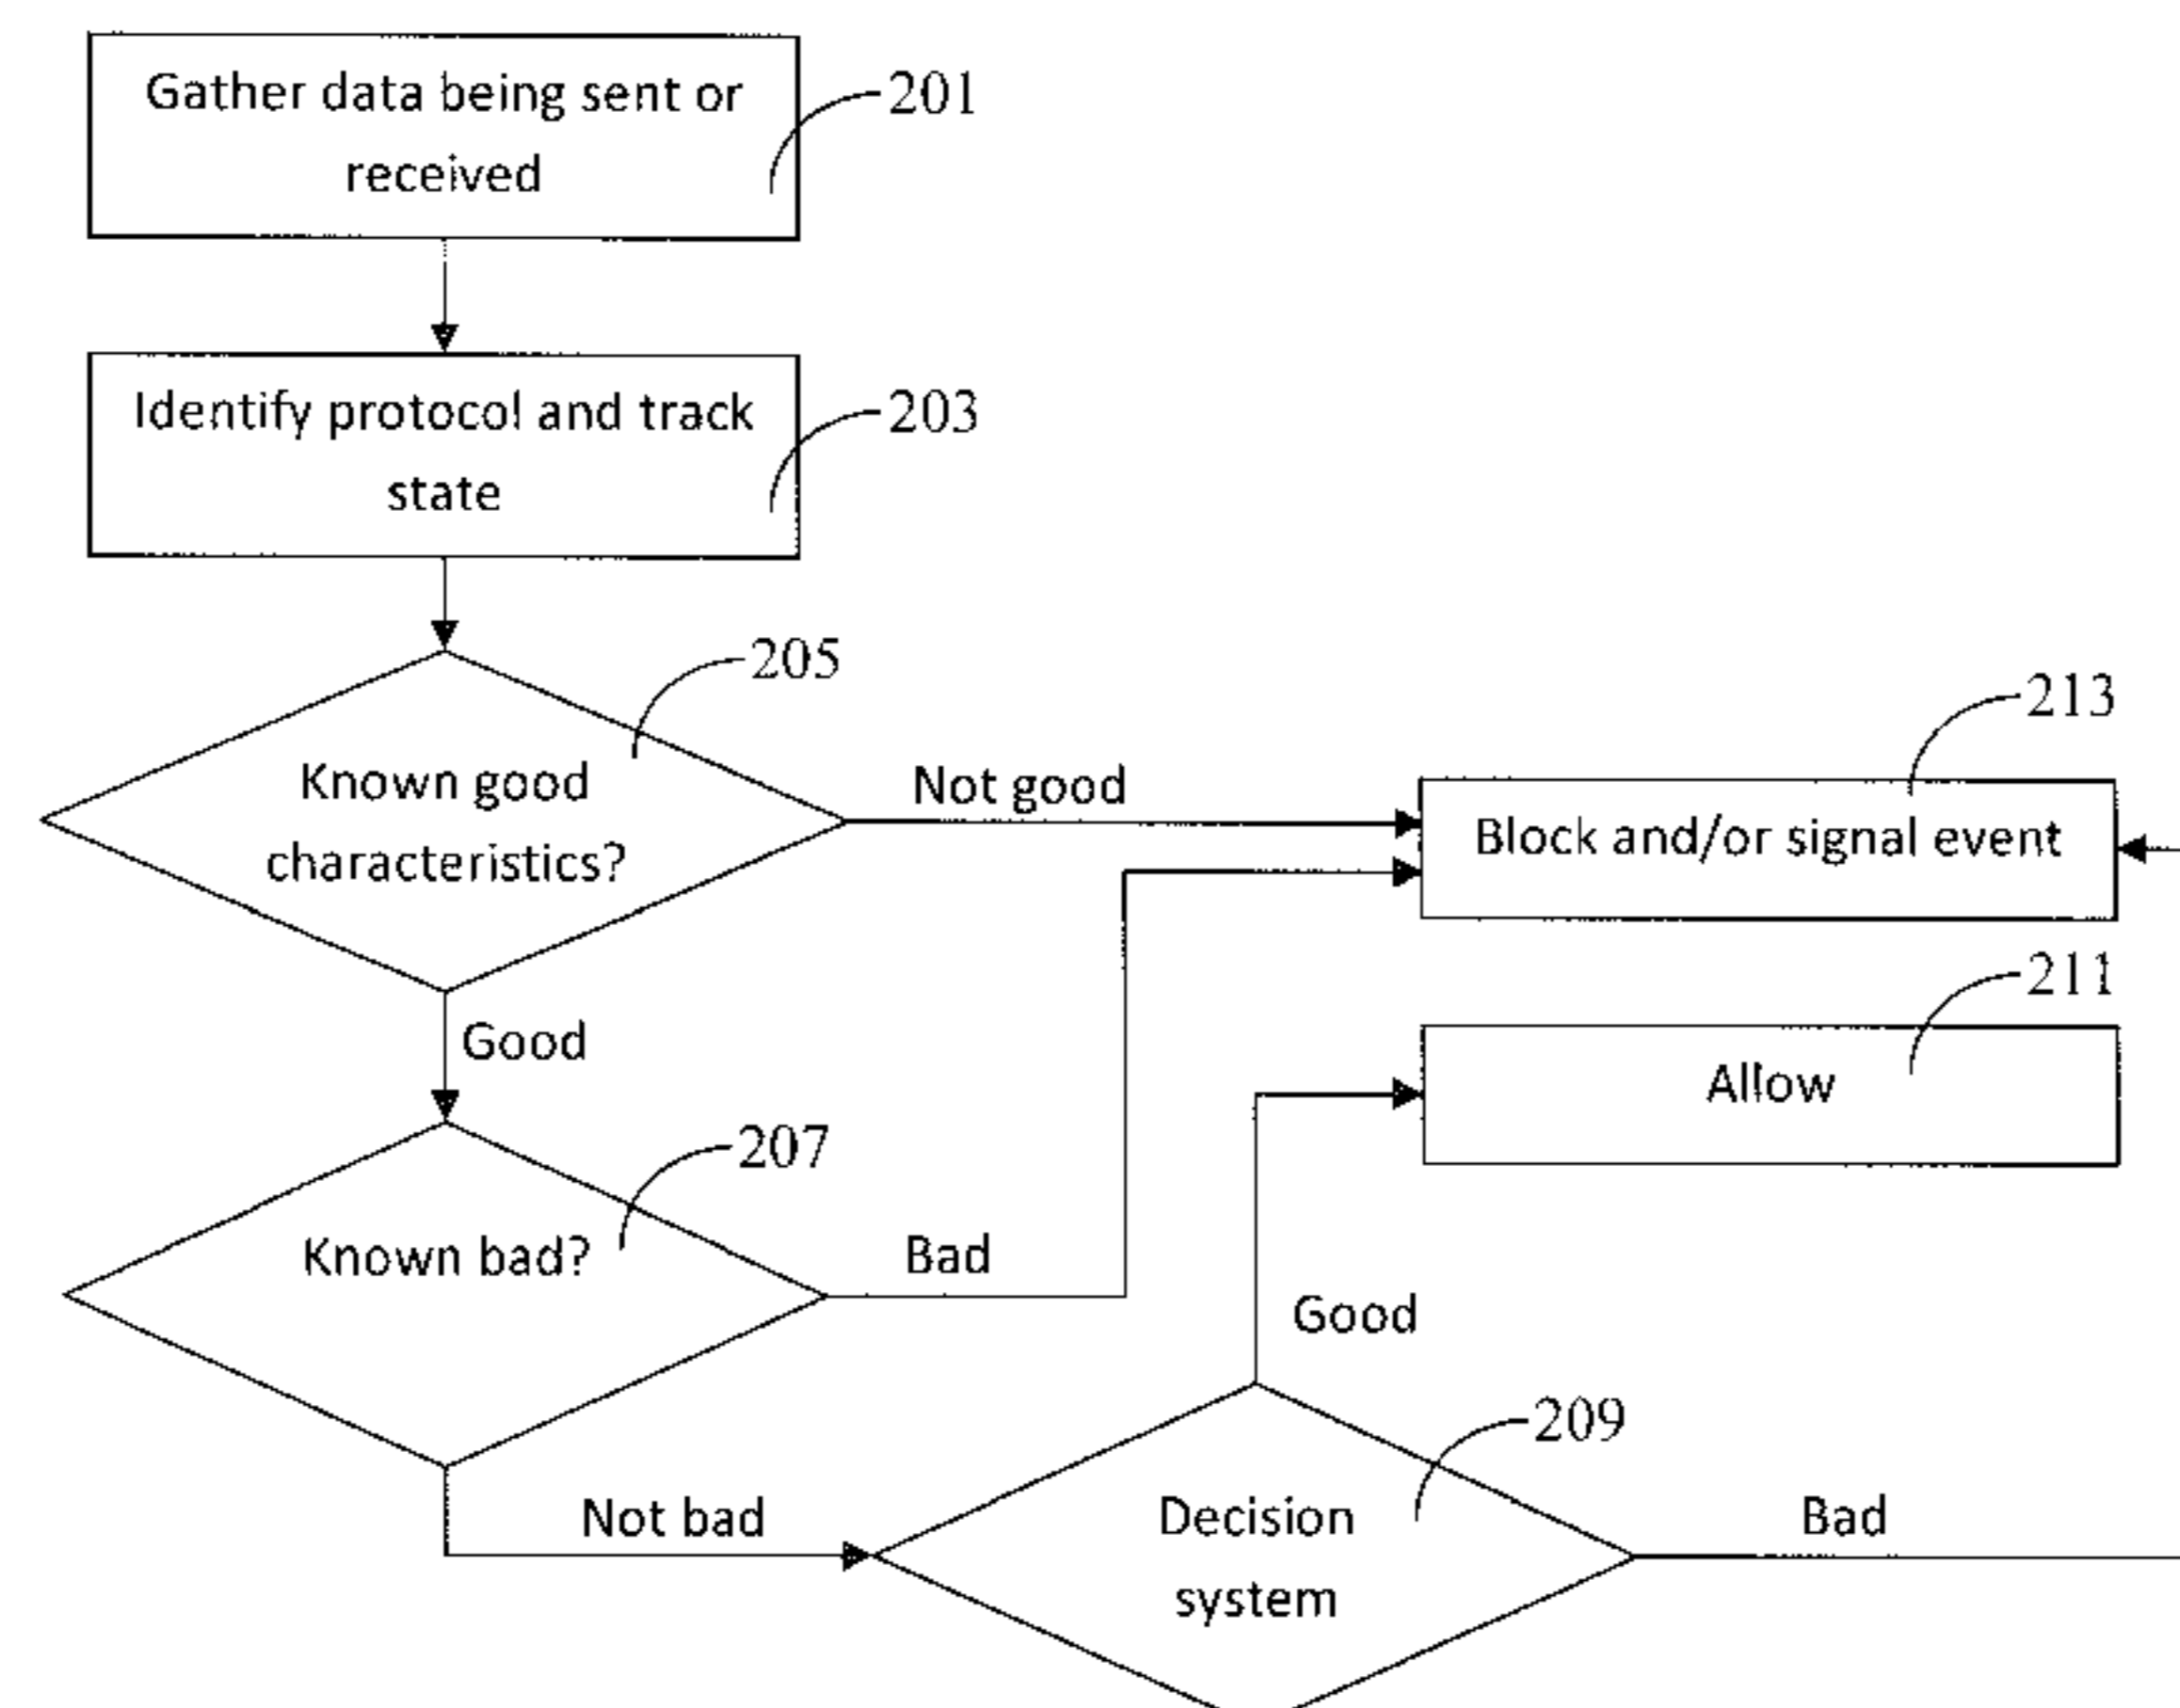 Gather data being sent or
received
201
Identify protocol and track
state
203
205
Known good
characteristics?
Not good
213
Block and/or signal event
211
Allow
Good
207
Known bad?
Bad
Good
209
Not bad
Decision
system
Bad